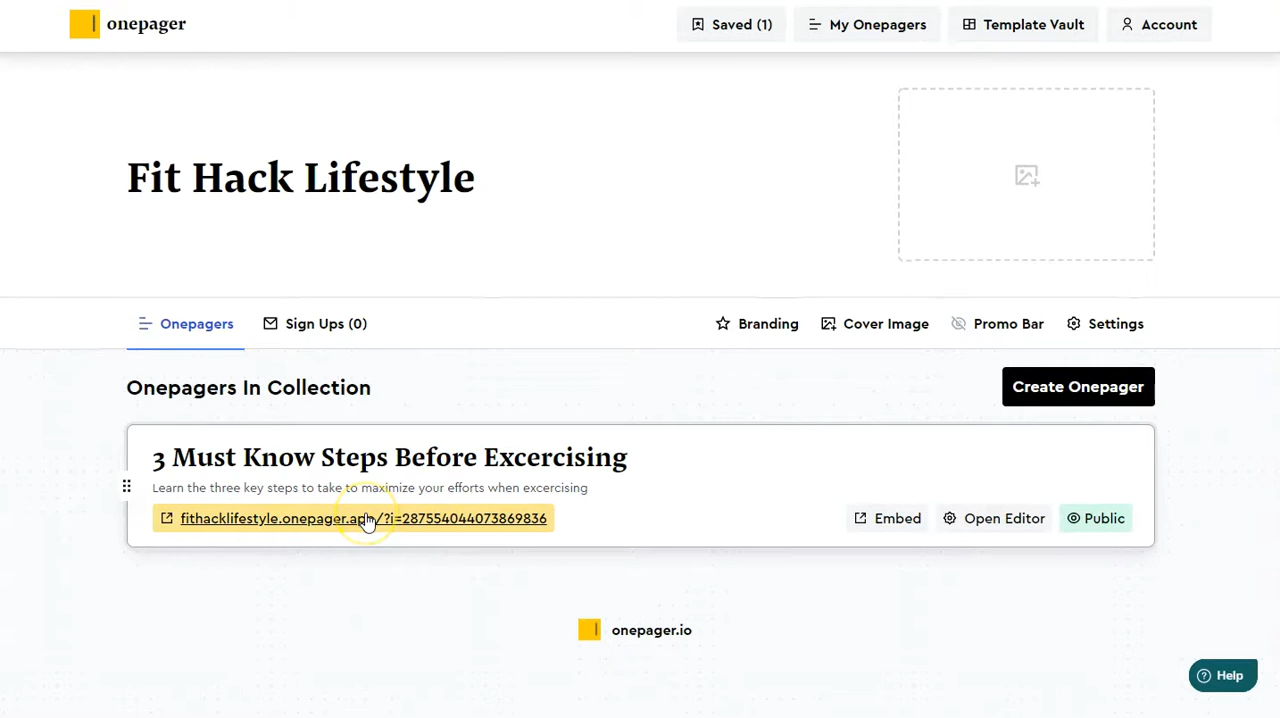 onepager
Saved (1)
My Onepagers
Template Vault
Account
Fit Hack Lifestyle
Onepagers
Sign Ups (0)
Branding
Cover Image
Promo Bar
Settings
Onepagers In Collection
Create Onepager
3 Must Know Steps Before Excercising
Learn the three key steps to take to maximize your efforts when excercising
fithacklifestyle.onepager.app/?i=287554044073869836
Embed
Open Editor
Public
onepager.io
Help